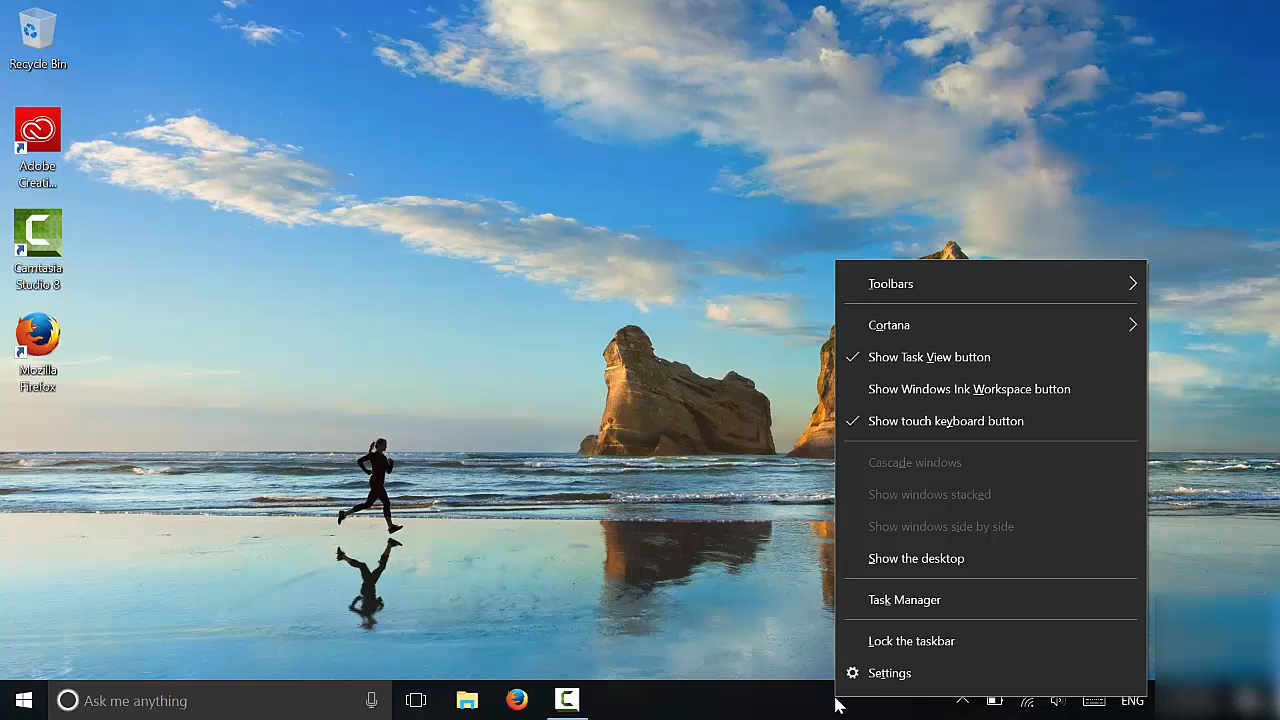 Recycle Bin
Adobe
Creati...
Camtasia
Studio 8
Mozilla
Firefox
Toolbars
Cortana
Show Task View button
Show Windows Ink Workspace button
Show touch keyboard button
Cascade windows
Show windows stacked
Show windows side by side
Show the desktop
Task Manager
Lock the taskbar
Settings
Ask me anything
ENG